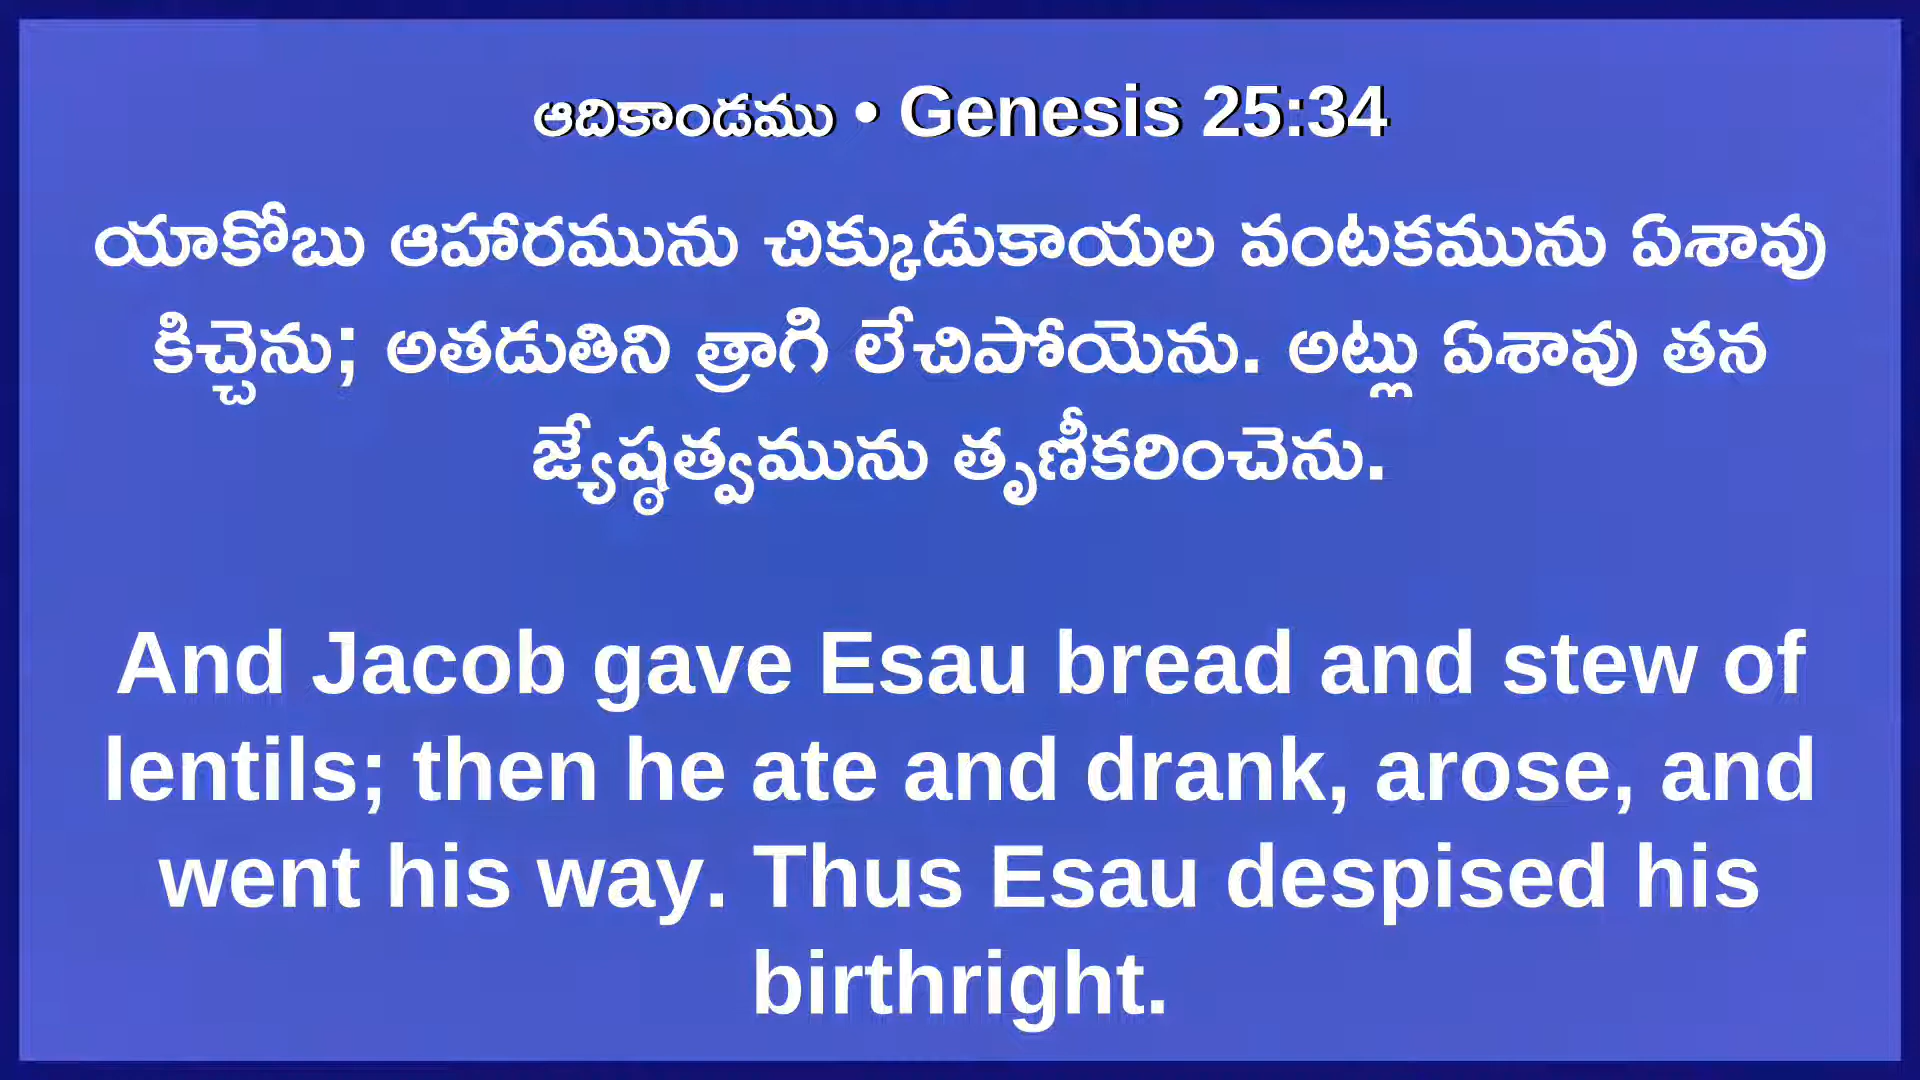 ఆదికాండము • Genesis 25:34
యాకోబు ఆహారమును చిక్కుడుకాయల వంటకమును ఏశావు
కిచ్చెను; అతడుతిని త్రాగి లేచిపోయెను. అట్లు ఏశావు తన
జ్యేష్ఠత్వమును తృణీకరించెను.
And Jacob gave Esau bread and stew of
lentils; then he ate and drank, arose, and
went his way. Thus Esau despised his
birthright.